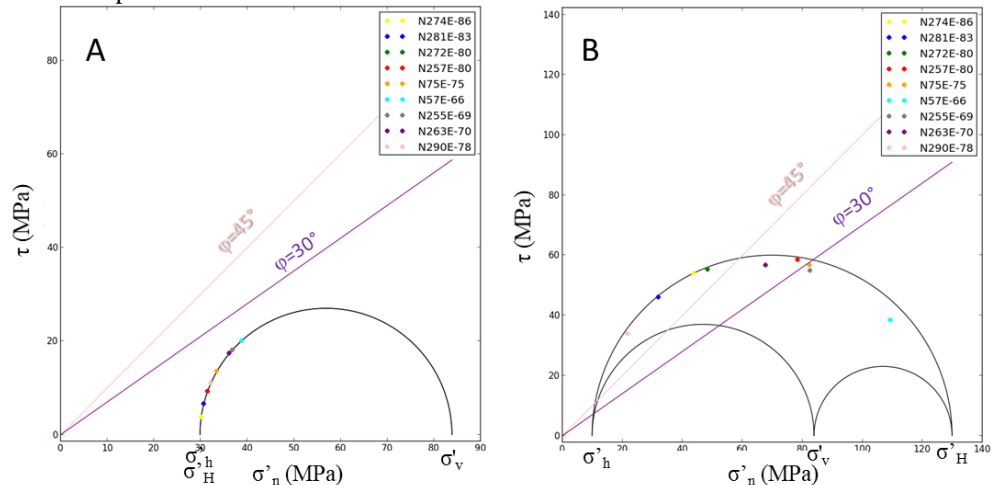 A
N274E-86
N281E-83
N272E-80
N257E-80
N75E-75
N57E-66
N255E-69
N263E-70
N290E-78
φ=45°
φ=30°
τ (MPa)
80
60
40
20
0
0 10 20 30 40 50 60 70 80 90
σ'h
σ'H
σ'n (MPa)
σ'v
B
N274E-86
N281E-83
N272E-80
N257E-80
N75E-75
N57E-66
N255E-69
N263E-70
N290E-78
φ=45°
φ=30°
τ (MPa)
140
120
100
80
60
40
20
0
0 20 40 60 80 100 120 140
σ'h
σ'n (MPa)
σ'v
σ'H